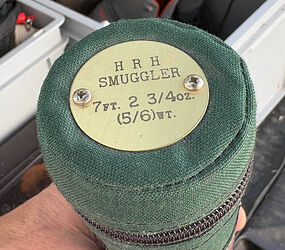 H R H
SMUGGLER
7FT. 2 3/4OZ.
(5/6)WT.